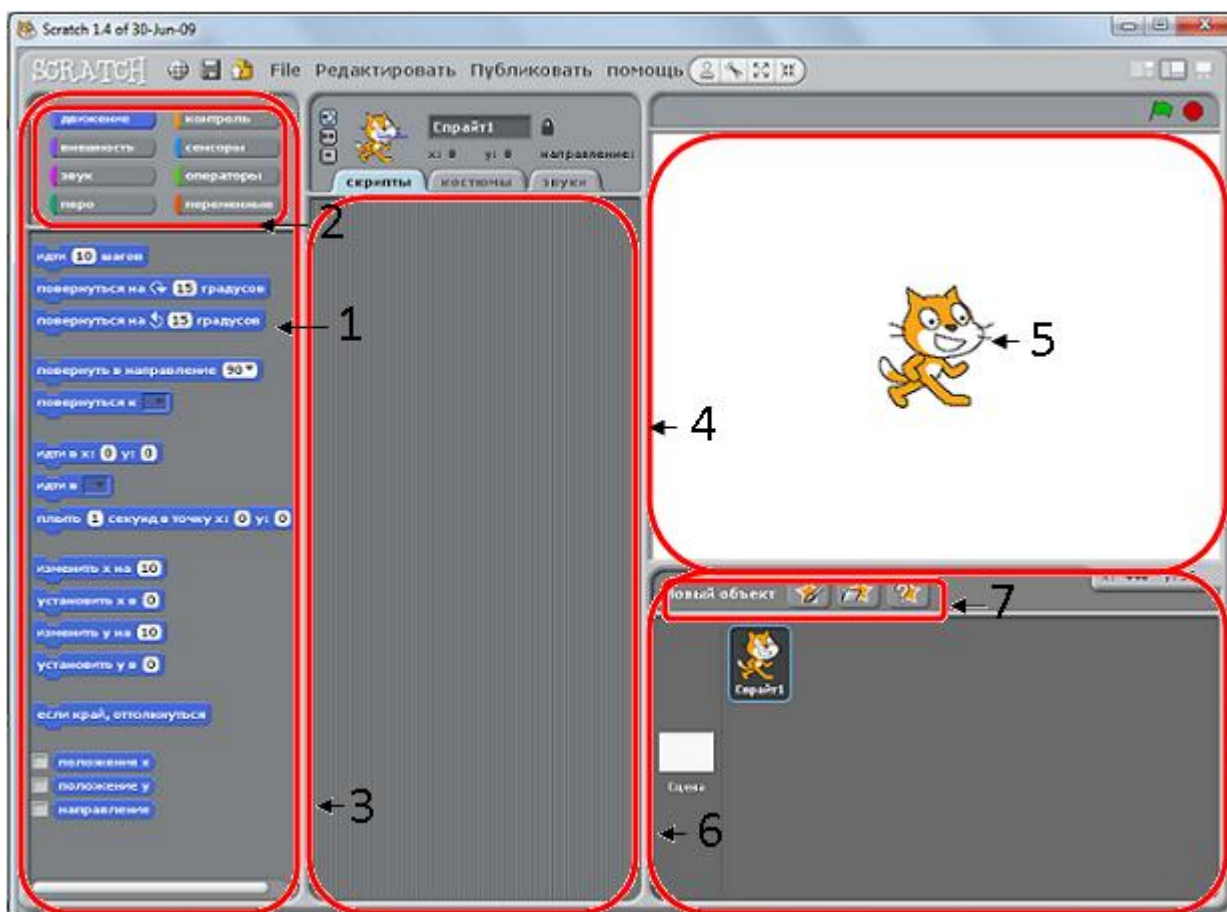 Scratch 1.4 of 30-Jun-09
SCRATCH File Редактировать Публиковать помощь
движение контроль
внешность сенсоры
звук операторы
перо переменные
2
идти 10 шагов
повернуться на 15 градусов
повернуться на 15 градусов
1
повернуть в направление 90
повернуться к
идти в x: 0 y: 0
идти в
плыть 1 секунд в точку x: 0 y: 0
изменить x на 10
установить x в 0
изменить y на 10
установить y в 0
если край, оттолкнуться
положение x
положение y
направление
Спрайт1
x: 0 y: 0 направление:
скрипты костюмы звуки
3
5
4
Новый объект
7
Спрайт1
Сцена
6